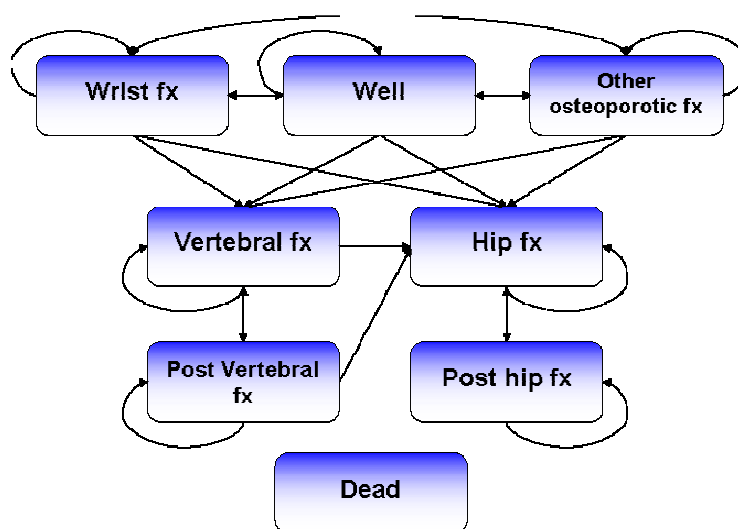 Wrist fx
Well
Other
osteoporotic fx
Vertebral fx
Hip fx
Post Vertebral
fx
Post hip fx
Dead